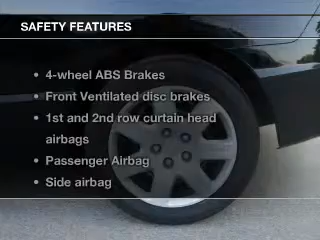 SAFETY FEATURES
• 4-wheel ABS Brakes
• Front Ventilated disc brakes
• 1st and 2nd row curtain head
airbags
• Passenger Airbag
• Side airbag